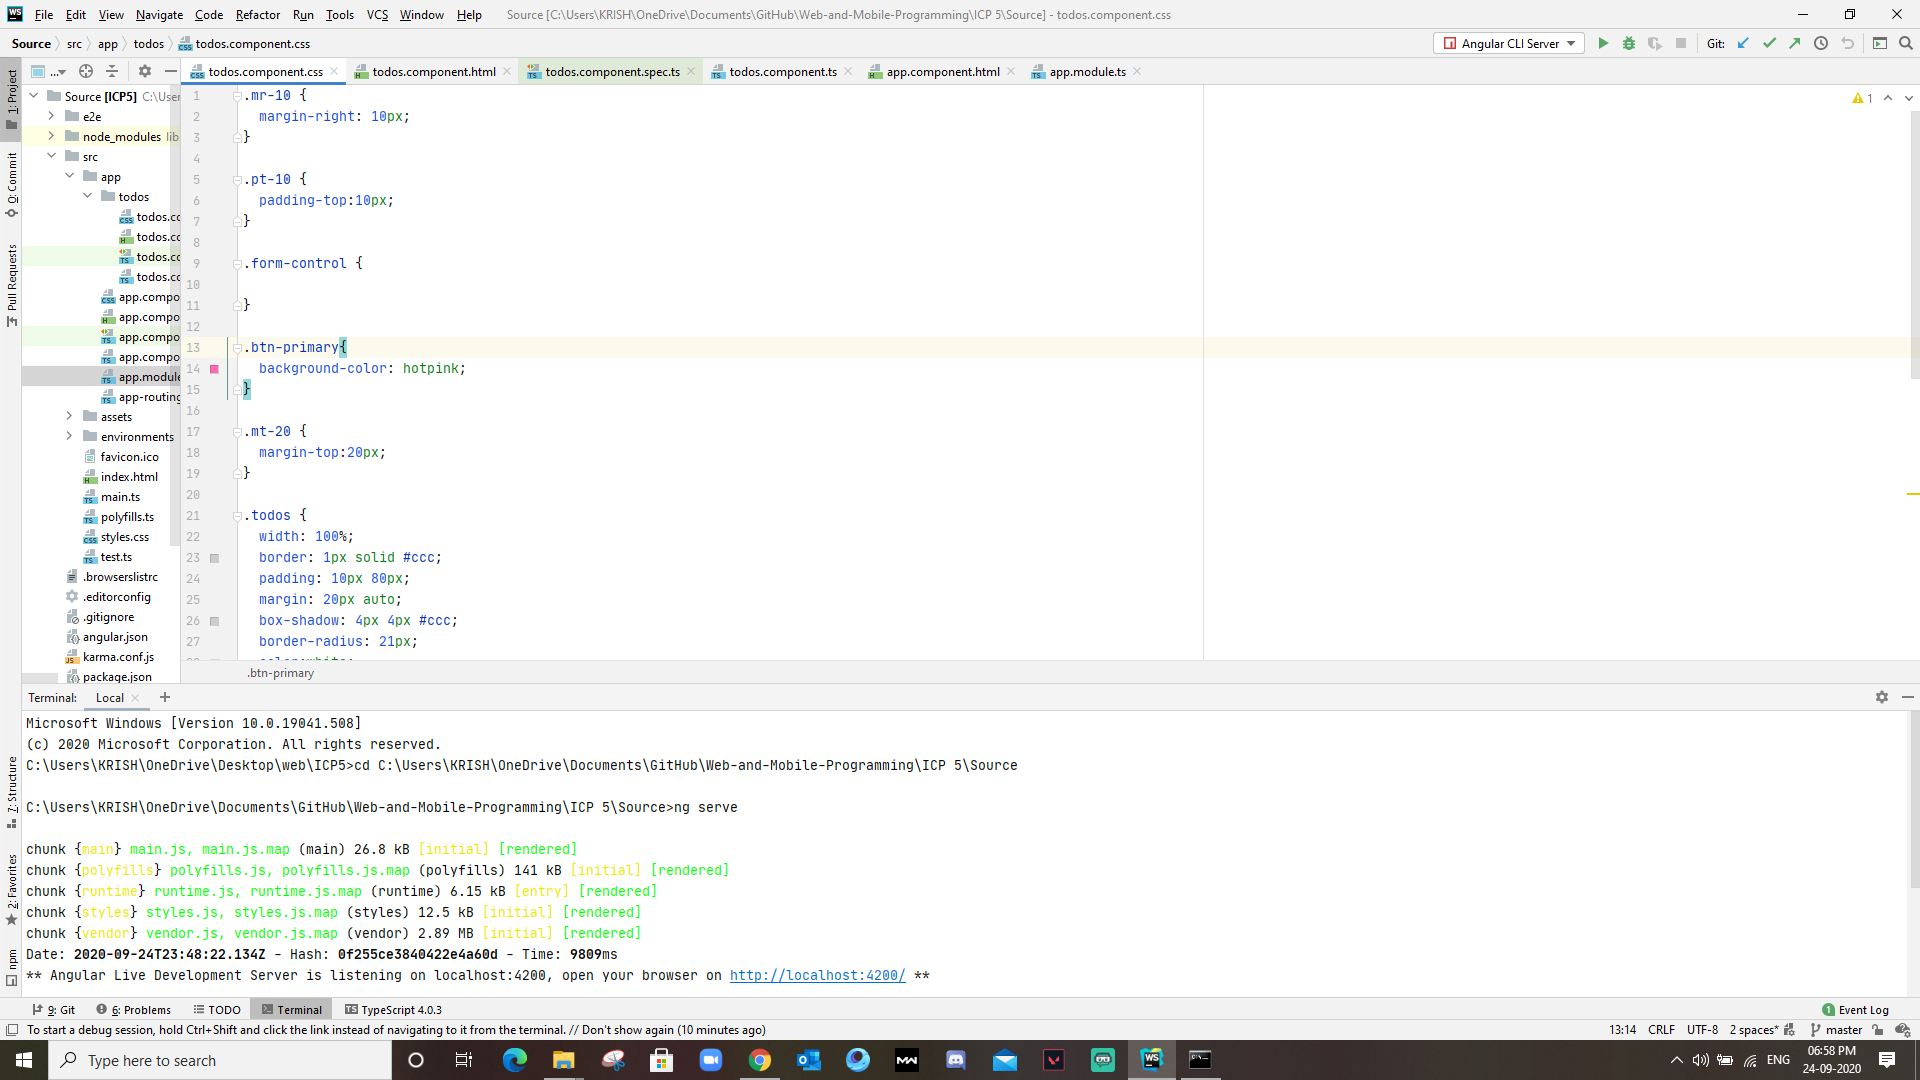 File Edit View Navigate Code Refactor Run Tools VCS Window Help Source [C:\Users\KRISH\OneDrive\Documents\GitHub\Web-and-Mobile-Programming\ICP 5\Source] - todos.component.css
Source src app todos todos.component.css
Angular CLI Server Git:
todos.component.css todos.component.html todos.component.spec.ts todos.component.ts app.component.html app.module.ts
1: Project
0: Commit
Pull Requests
7: Structure
2: Favorites
npm
Source [ICP5] C:\User
e2e
node_modules lib
src
app
todos
todos.co
todos.co
todos.co
todos.co
app.compo
app.compo
app.compo
app.compo
app.module
app-routing
assets
environments
favicon.ico
index.html
main.ts
polyfills.ts
styles.css
test.ts
.browserslistrc
.editorconfig
.gitignore
angular.json
karma.conf.js
package.json
1 .mr-10 {
2 margin-right: 10px;
3 }
4
5 .pt-10 {
6 padding-top:10px;
7 }
8
9 .form-control {
10
11 }
12
13 .btn-primary{
14 background-color: hotpink;
15 }
16
17 .mt-20 {
18 margin-top:20px;
19 }
20
21 .todos {
22 width: 100%;
23 border: 1px solid #ccc;
24 padding: 10px 80px;
25 margin: 20px auto;
26 box-shadow: 4px 4px #ccc;
27 border-radius: 21px;
1
.btn-primary
Terminal: Local
Microsoft Windows [Version 10.0.19041.508]
(c) 2020 Microsoft Corporation. All rights reserved.
C:\Users\KRISH\OneDrive\Desktop\web\ICP5>cd C:\Users\KRISH\OneDrive\Documents\GitHub\Web-and-Mobile-Programming\ICP 5\Source
C:\Users\KRISH\OneDrive\Documents\GitHub\Web-and-Mobile-Programming\ICP 5\Source>ng serve
chunk {main} main.js, main.js.map (main) 26.8 kB [initial] [rendered]
chunk {polyfills} polyfills.js, polyfills.js.map (polyfills) 141 kB [initial] [rendered]
chunk {runtime} runtime.js, runtime.js.map (runtime) 6.15 kB [entry] [rendered]
chunk {styles} styles.js, styles.js.map (styles) 12.5 kB [initial] [rendered]
chunk {vendor} vendor.js, vendor.js.map (vendor) 2.89 MB [initial] [rendered]
Date: 2020-09-24T23:48:22.134Z - Hash: 0f255ce3840422e4a60d - Time: 9809ms
** Angular Live Development Server is listening on localhost:4200, open your browser on http://localhost:4200/ **
9: Git 6: Problems TODO Terminal TypeScript 4.0.3 1 Event Log
To start a debug session, hold Ctrl+Shift and click the link instead of navigating to it from the terminal. // Don't show again (10 minutes ago) 13:14 CRLF UTF-8 2 spaces* master
Type here to search
ENG
06:58 PM
24-09-2020